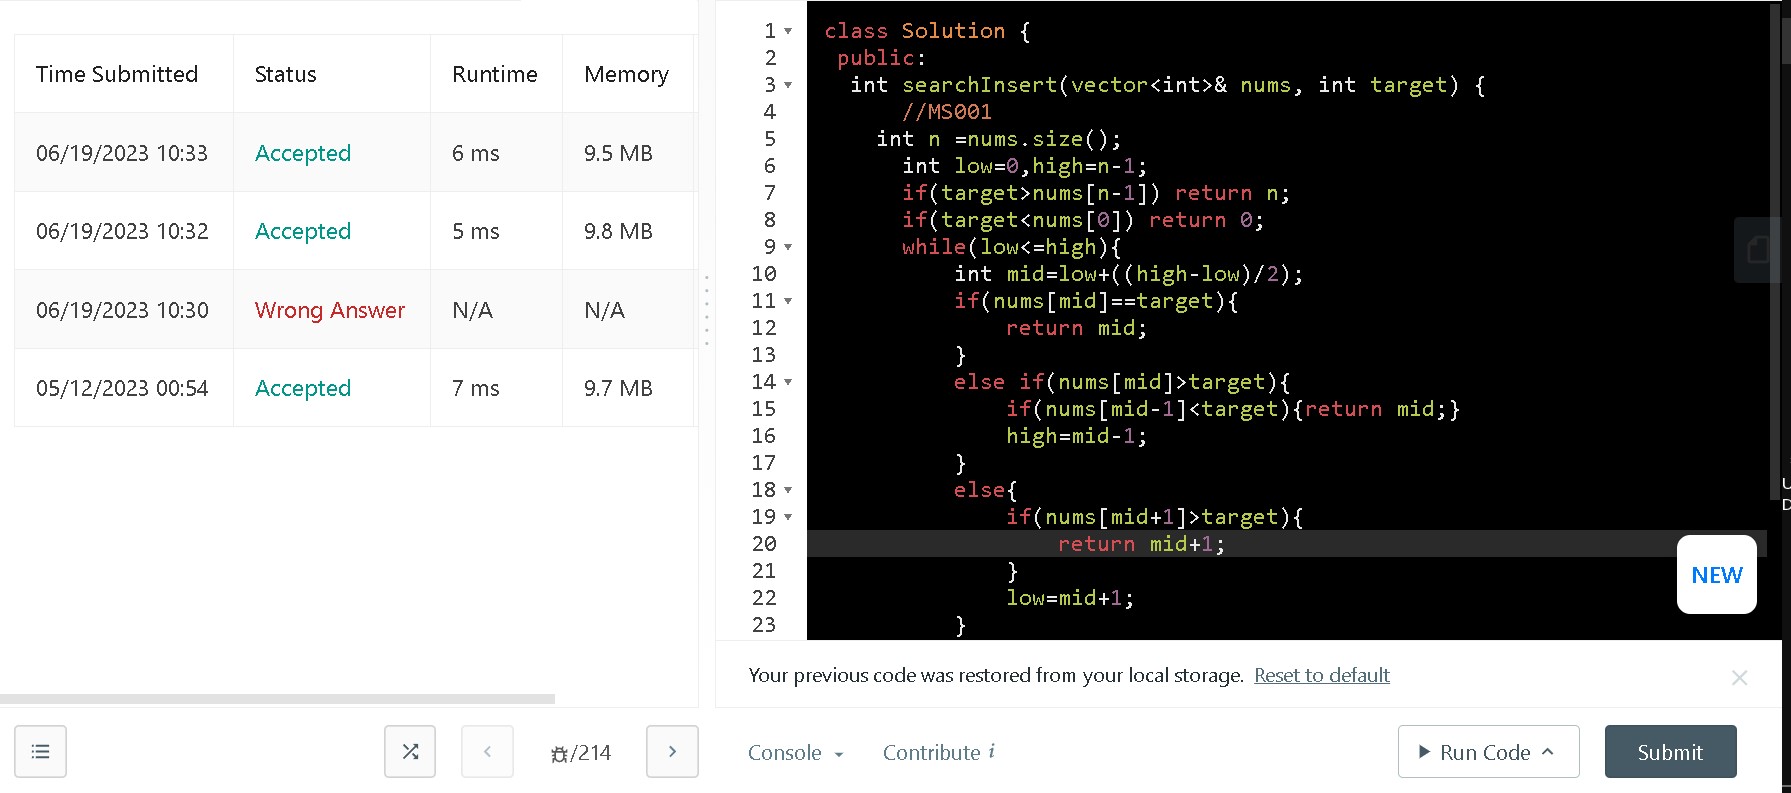 Time Submitted Status Runtime Memory
06/19/2023 10:33 Accepted 6 ms 9.5 MB
06/19/2023 10:32 Accepted 5 ms 9.8 MB
06/19/2023 10:30 Wrong Answer N/A N/A
05/12/2023 00:54 Accepted 7 ms 9.7 MB
/214
1 class Solution {
2 public:
3 int searchInsert(vector<int>& nums, int target) {
4 //MS001
5 int n =nums.size();
6 int low=0,high=n-1;
7 if(target>nums[n-1]) return n;
8 if(target<nums[0]) return 0;
9 while(low<=high){
10 int mid=low+((high-low)/2);
11 if(nums[mid]==target){
12 return mid;
13 }
14 else if(nums[mid]>target){
15 if(nums[mid-1]<target){return mid;}
16 high=mid-1;
17 }
18 else{
19 if(nums[mid+1]>target){
20 return mid+1;
21 }
22 low=mid+1;
23 }
NEW
Your previous code was restored from your local storage. Reset to default
Console Contribute i Run Code Submit